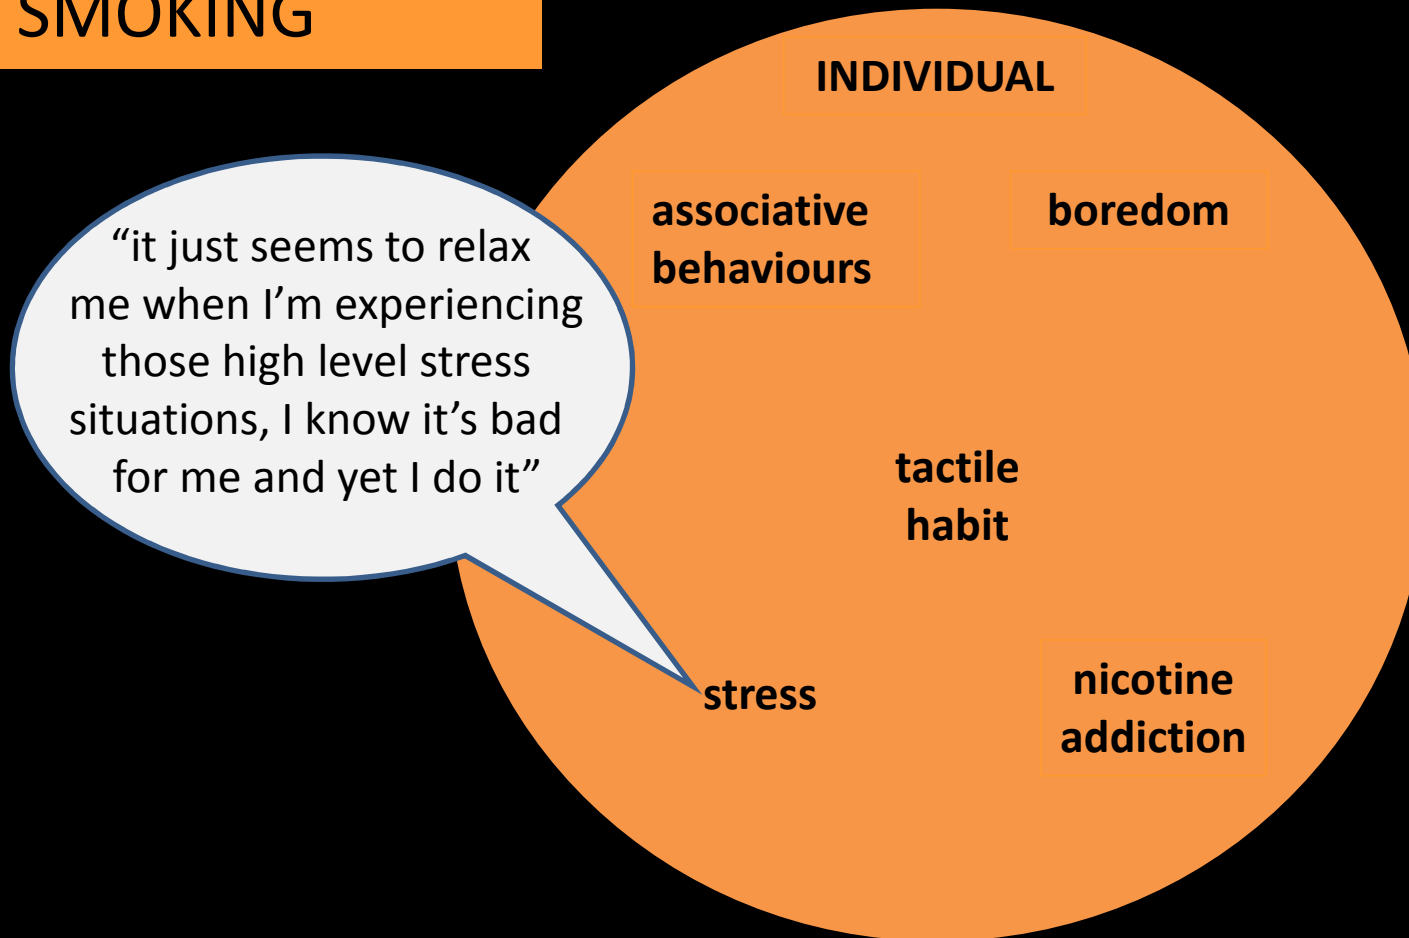 SMOKING
INDIVIDUAL
associative
behaviours
boredom
“it just seems to relax
me when I’m experiencing
those high level stress
situations, I know it’s bad
for me and yet I do it”
tactile
habit
stress
nicotine
addiction